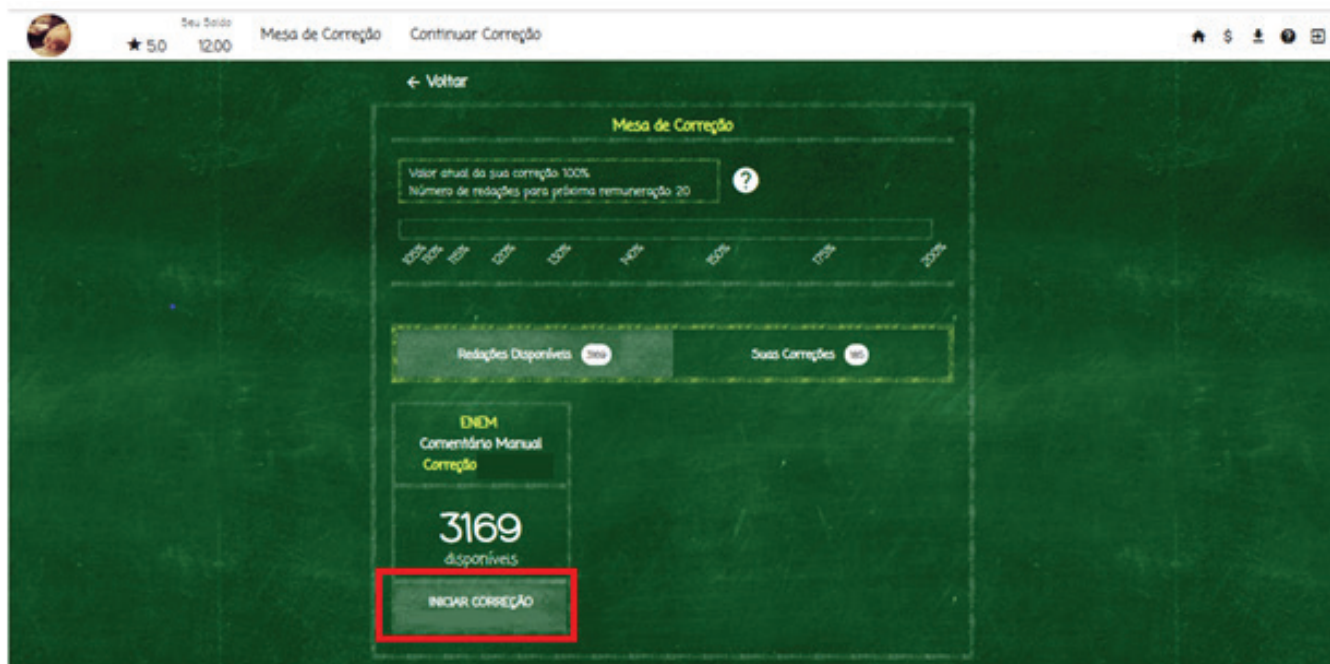 Seu Saldo
★ 5.0 12.00 Mesa de Correção Continuar Correção
← Voltar
Mesa de Correção
Valor atual da sua correção: 100%
Número de redações para próxima remuneração: 20
?
105% 110% 115% 120% 130% 140% 150% 175% 200%
Redações Disponíveis 3169 Suas Correções 185
ENEM
Comentário Manual
Correção
3169
disponíveis
INICIAR CORREÇÃO